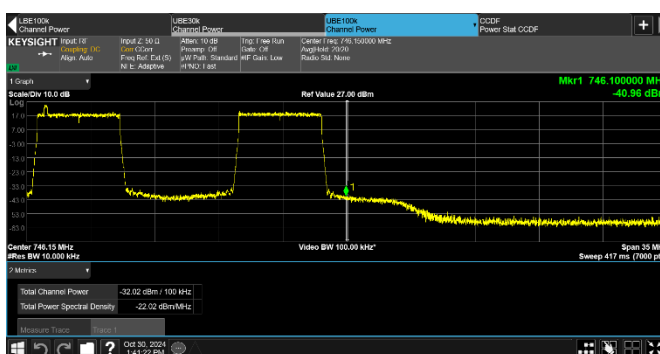 LBE100k
Channel Power
UBE30k
Channel Power
UBE100k
Channel Power
CCDF
Power Stat CCDF
KEYSIGHT
Input: RF
Coupling: DC
Align: Auto
Input Z: 50 Ω
Corr CCorr
Freq Ref: Ext (S)
NFE: Adaptive
Atten: 10 dB
Preamp: Off
µW Path: Standard
#PNO: Fast
Trig: Free Run
Gate: Off
#IF Gain: Low
Center Freq: 746.150000 MHz
Avg|Hold: 20/20
Radio Std: None
1 Graph
Scale/Div 10.0 dB
Ref Value 27.00 dBm
Mkr1 746.100000 MH
-40.96 dB
Log
17.0
7.00
-3.00
-13.0
-23.0
-33.0
-43.0
-53.0
-63.0
1
Center 746.15 MHz
#Res BW 10.000 kHz
Video BW 100.00 kHz*
Span 35 M
Sweep 417 ms (7000 pt
2 Metrics
Total Channel Power
-32.02 dBm / 100 kHz
Total Power Spectral Density
-22.02 dBm/MHz
Measure Trace
Trace 1
?
Oct 30, 2024
1:41:22 PM